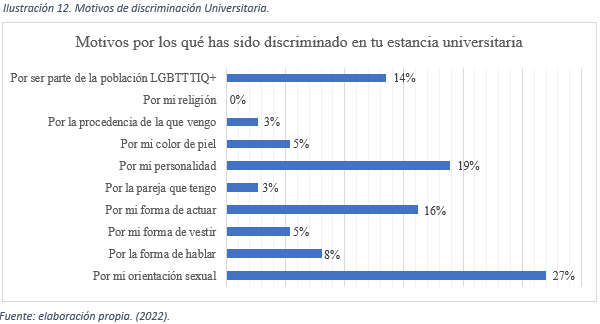 Ilustración 12. Motivos de discriminación Universitaria.
Motivos por los qué has sido discriminado en tu estancia universitaria
Por ser parte de la población LGBTTTIQ+ 14%
Por mi religión 0%
Por la procedencia de la que vengo 3%
Por mi color de piel 5%
Por mi personalidad 19%
Por la pareja que tengo 3%
Por mi forma de actuar 16%
Por mi forma de vestir 5%
Por la forma de hablar 8%
Por mi orientación sexual 27%
Fuente: elaboración propia. (2022).